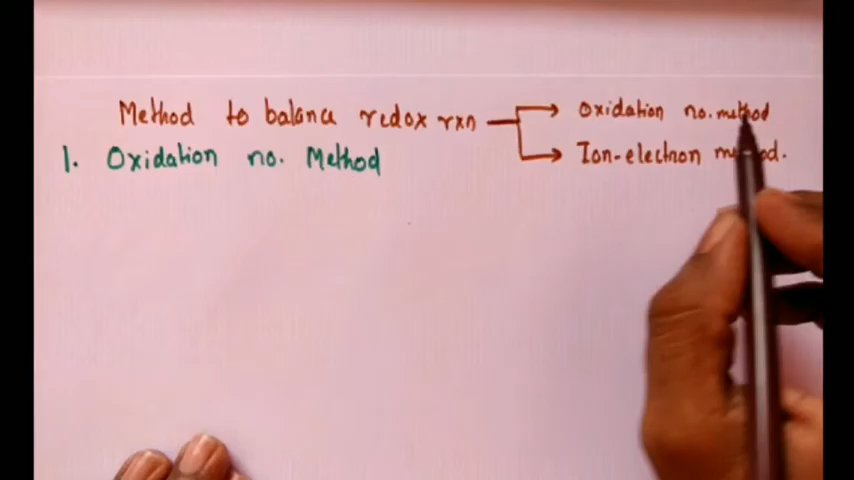 Method to balance redox rxn → Oxidation no. method
→ Ion-electron method.
1. Oxidation no. Method